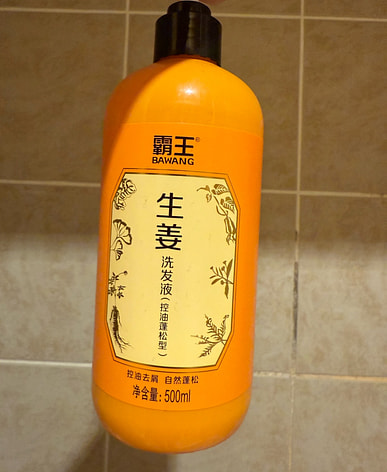 霸王®
BAWANG
生姜
洗发液(控油蓬松型)
控油去屑 自然蓬松
净含量:500ml